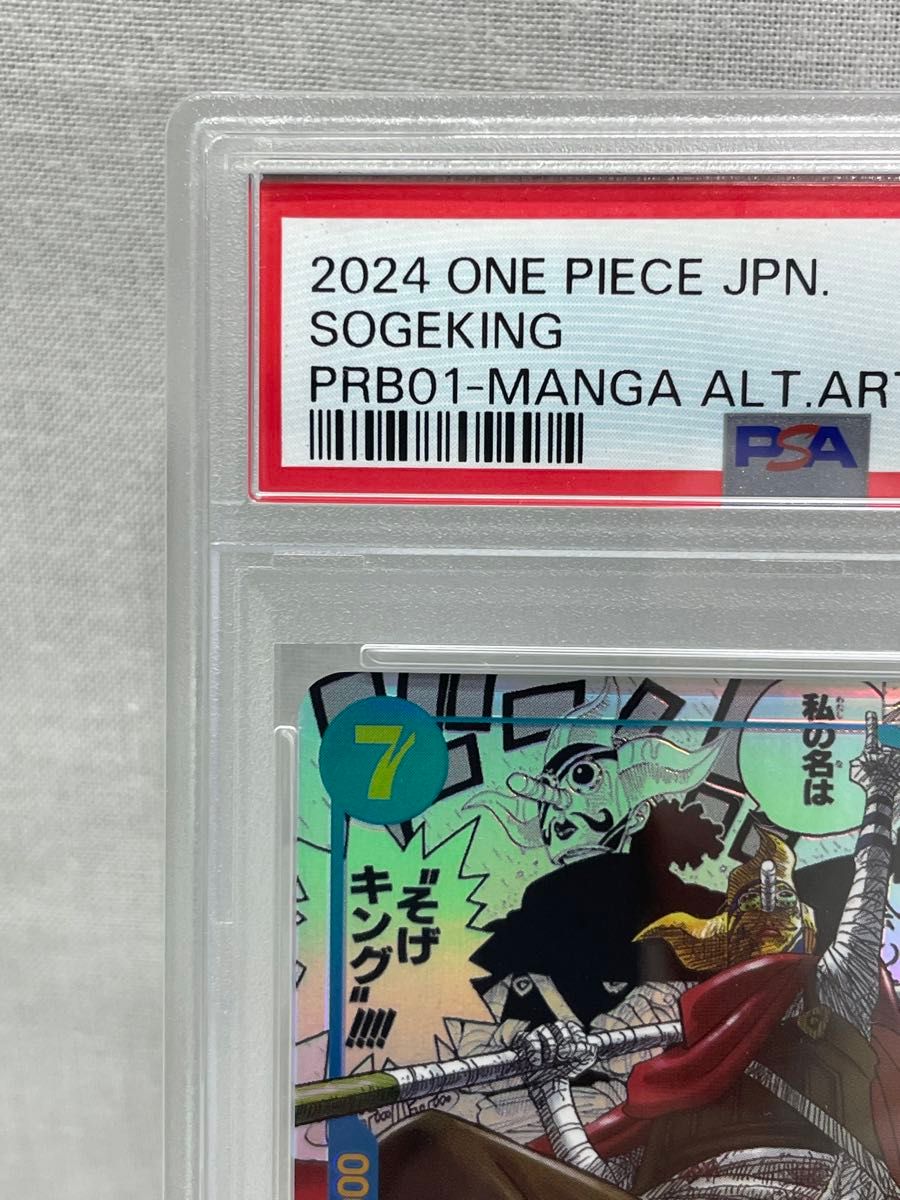 2024 ONE PIECE JPN.
SOGEKING
PRB01-MANGA ALT.ART
PSA
7
私の名は
"そげ
キング"!!!!
00